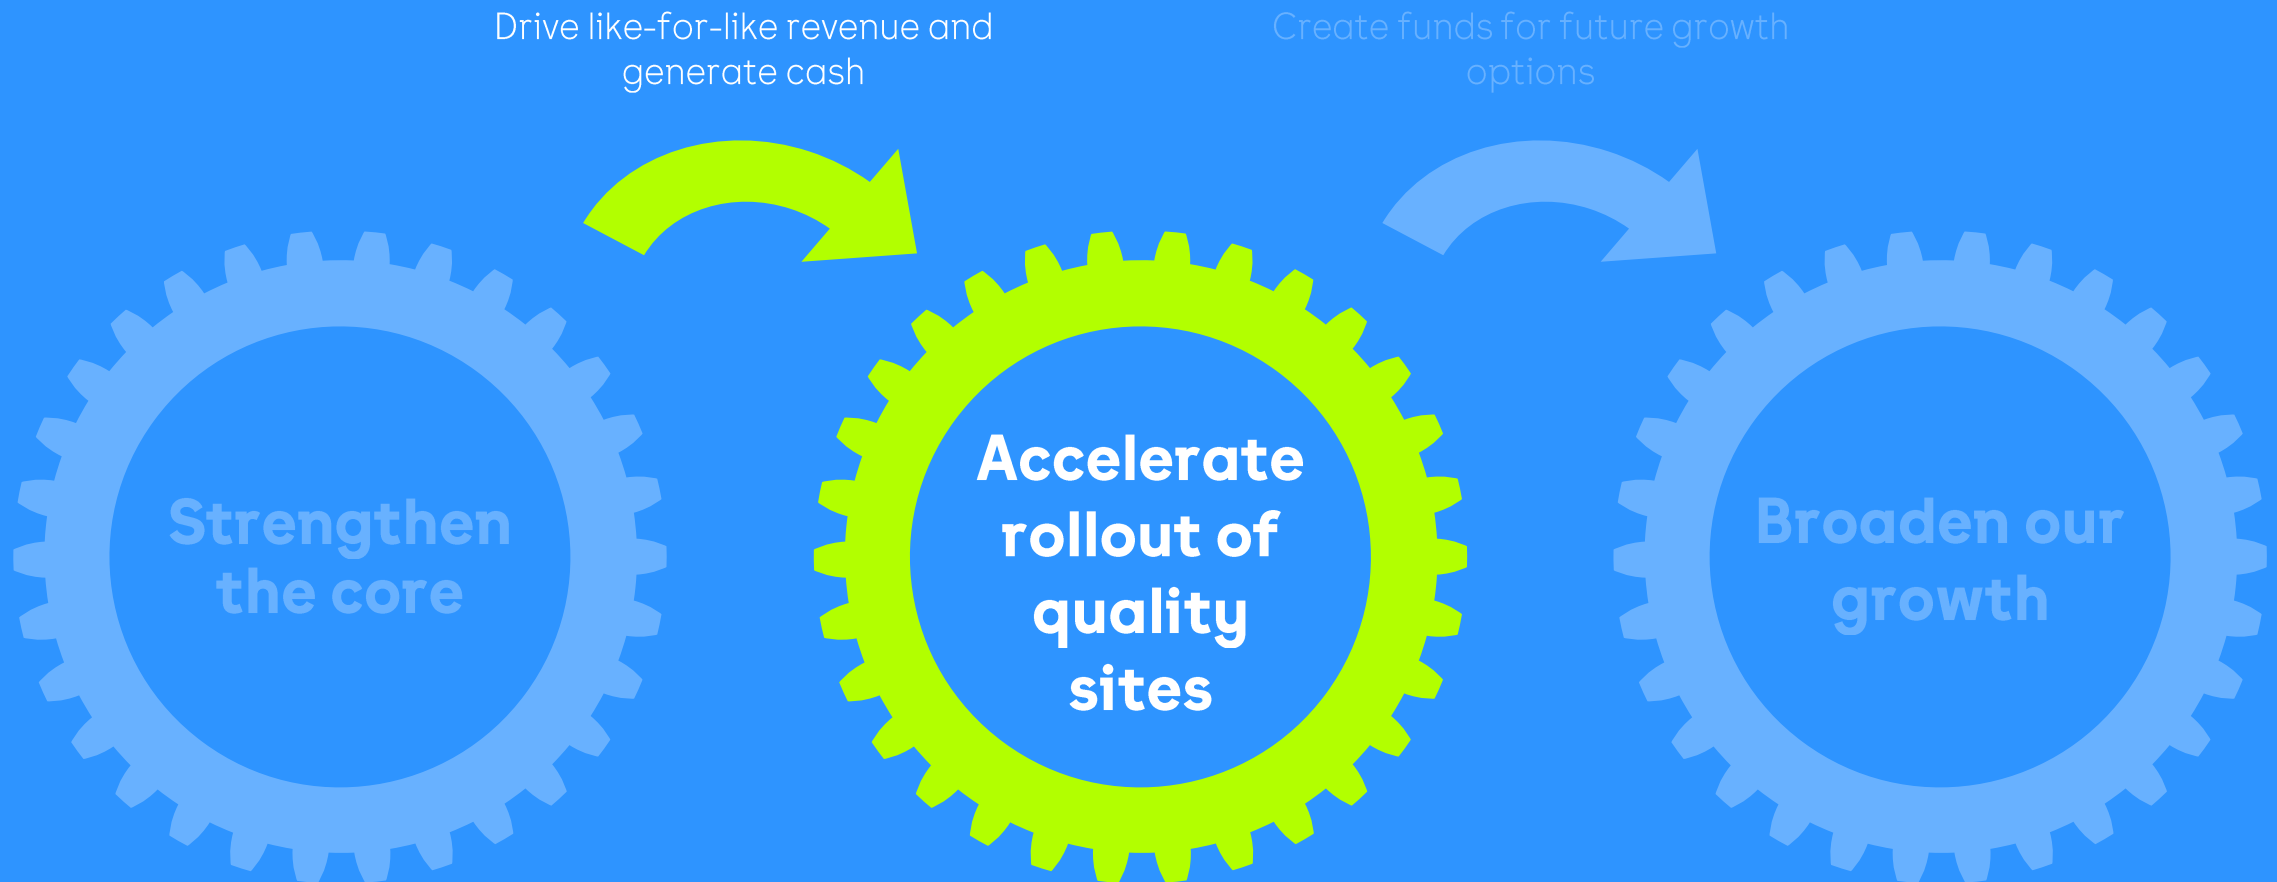 Drive like-for-like revenue and
generate cash
Create funds for future growth
options
Strengthen
the core
Accelerate
rollout of
quality
sites
Broaden our
growth